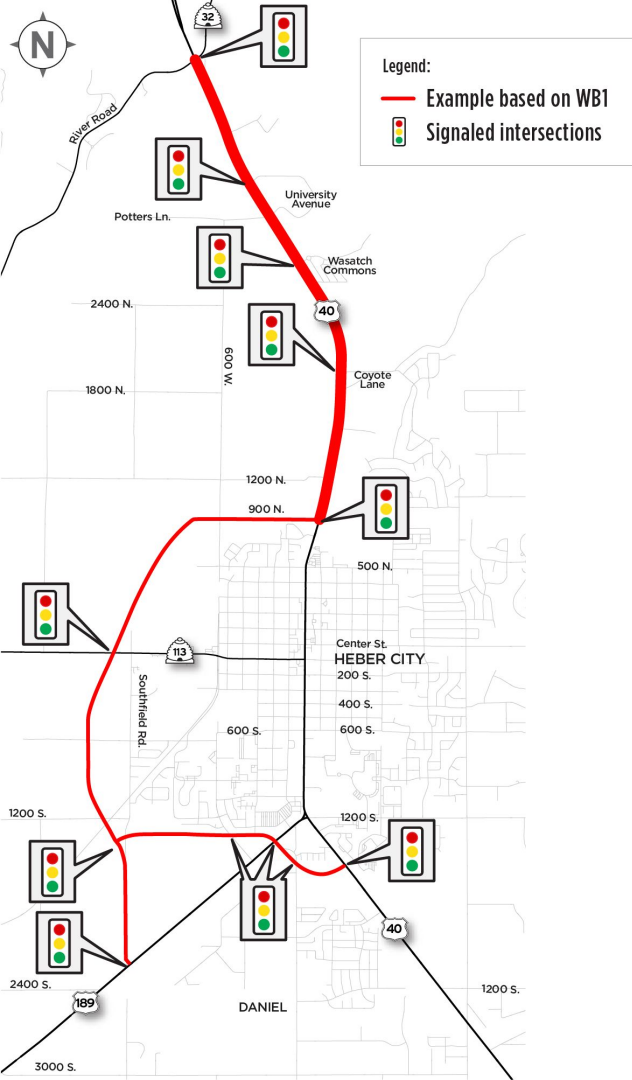 32
N
Legend:
Example based on WB1
Signaled intersections
River Road
University
Avenue
Potters Ln.
Wasatch
Commons
2400 N.
40
600 W.
Coyote
Lane
1800 N.
1200 N.
900 N.
500 N.
Center St.
113
HEBER CITY
200 S.
Southfield Rd.
400 S.
600 S.
600 S.
1200 S.
1200 S.
40
2400 S.
1200 S.
189
DANIEL
3000 S.